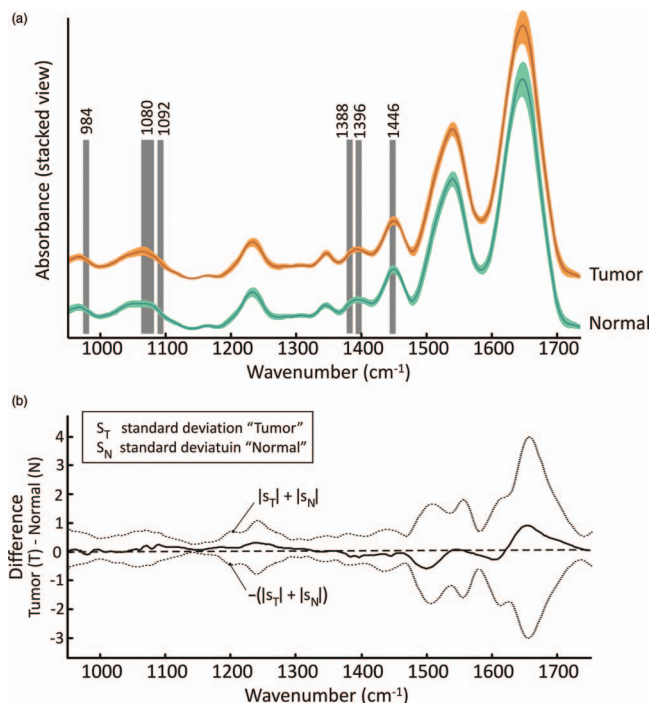 (a)
Absorbance (stacked view)
984
1080
1092
1388
1396
1446
Tumor
Normal
1000 1100 1200 1300 1400 1500 1600 1700
Wavenumber (cm-1)
(b)
Difference
Tumor (T) - Normal (N)
S_T standard deviation "Tumor"
S_N standard deviatuin "Normal"
4
3
2
1
0
-1
-2
-3
|s_T| + |s_N|
-(|s_T| + |s_N|)
1000 1100 1200 1300 1400 1500 1600 1700
Wavenumber (cm-1)